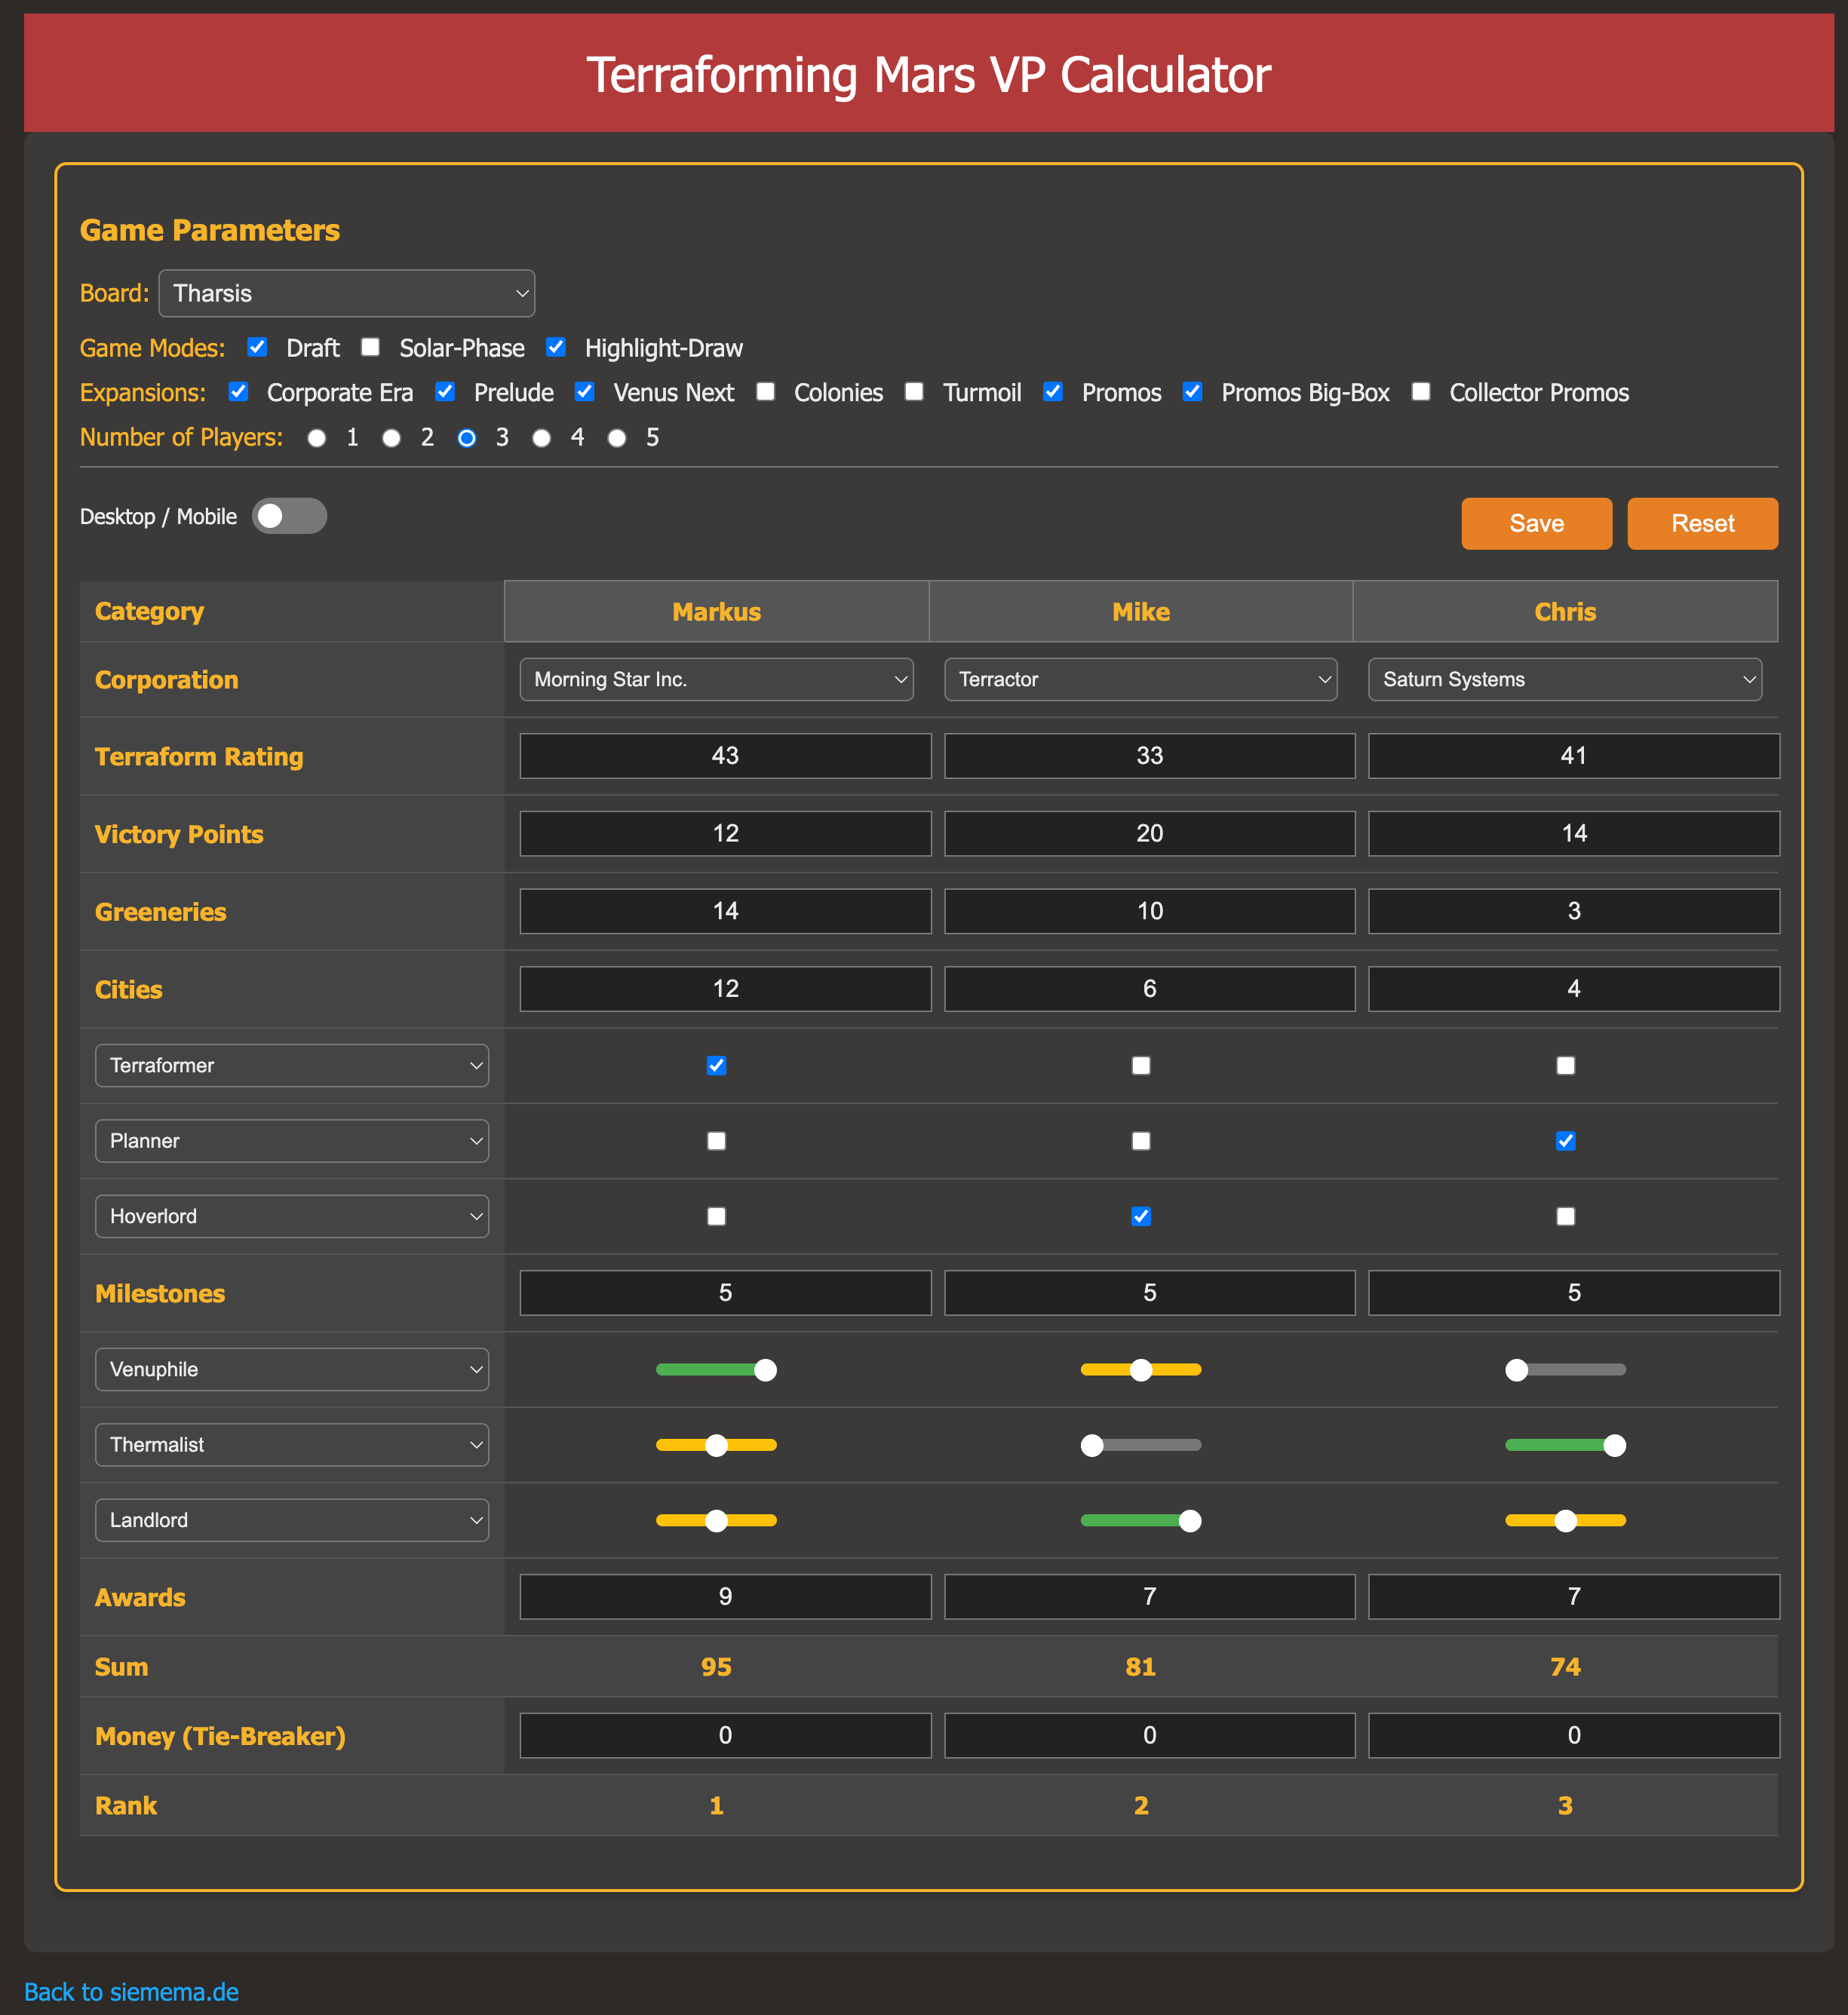 Terraforming Mars VP Calculator
Game Parameters
Board: Tharsis
Game Modes: Draft Solar-Phase Highlight-Draw
Expansions: Corporate Era Prelude Venus Next Colonies Turmoil Promos Promos Big-Box Collector Promos
Number of Players: 1 2 3 4 5
Desktop / Mobile Save Reset
Category Markus Mike Chris
Corporation Morning Star Inc. Terractor Saturn Systems
Terraform Rating 43 33 41
Victory Points 12 20 14
Greeneries 14 10 3
Cities 12 6 4
Terraformer
Planner
Hoverlord
Milestones 5 5 5
Venuphile
Thermalist
Landlord
Awards 9 7 7
Sum 95 81 74
Money (Tie-Breaker) 0 0 0
Rank 1 2 3
Back to siemema.de